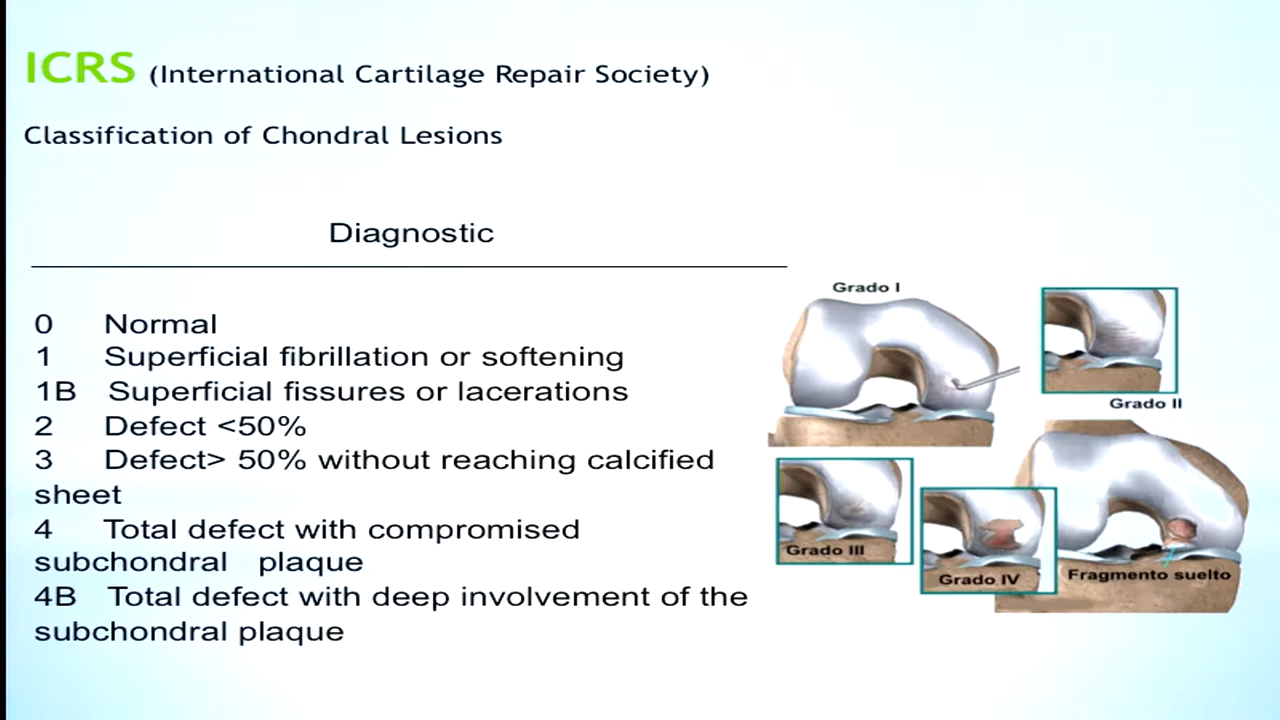 ICRS (International Cartilage Repair Society)
Classification of Chondral Lesions
Diagnostic
0 Normal
1 Superficial fibrillation or softening
1B Superficial fissures or lacerations
2 Defect <50%
3 Defect> 50% without reaching calcified
sheet
4 Total defect with compromised
subchondral plaque
4B Total defect with deep involvement of the
subchondral plaque
Grado I
Grado II
Grado III
Grado IV
Fragmento suelto